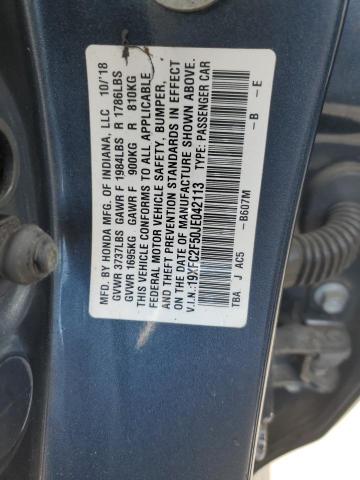 MFD. BY HONDA MFG. OF INDIANA, LLC 10/'18
GVWR 3737LBS GAWR F 1984LBS R 1786LBS
GVWR 1695KG GAWR F 900KG R 810KG
THIS VEHICLE CONFORMS TO ALL APPLICABLE
FEDERAL MOTOR VEHICLE SAFETY, BUMPER,
AND THEFT PREVENTION STANDARDS IN EFFECT
ON THE DATE OF MANUFACTURE SHOWN ABOVE.
V.I.N.:19XFC2F50JE042113 TYPE: PASSENGER CAR
-B607M -B -E
TBA J AC5